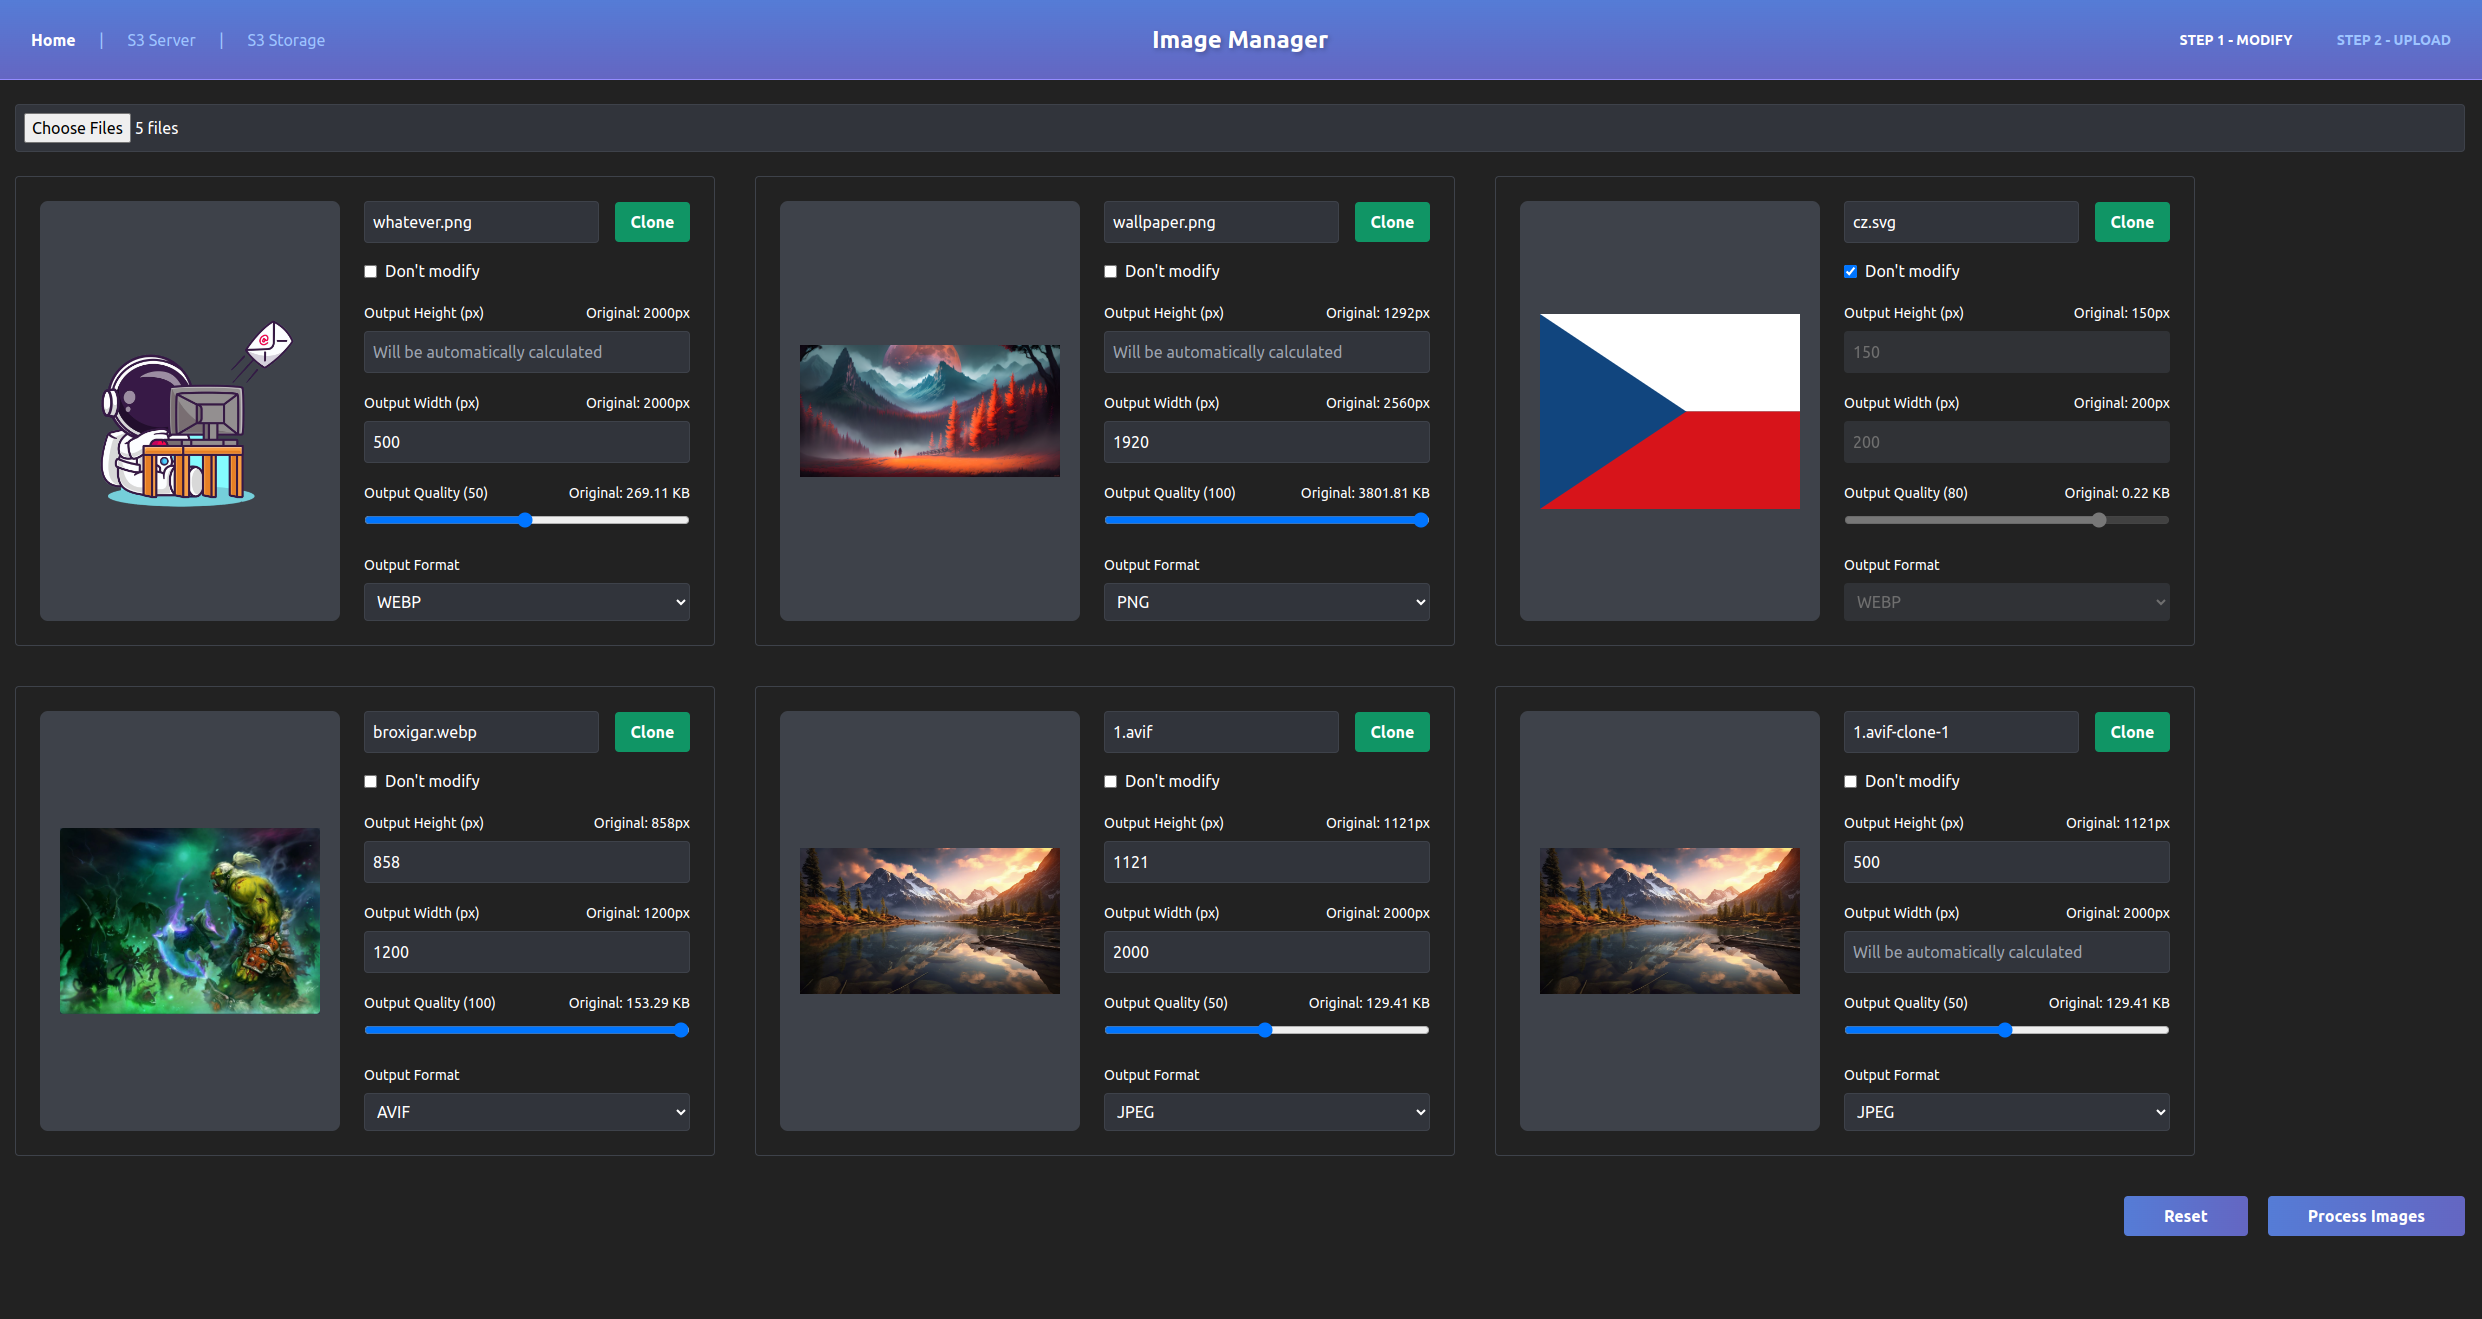 Home | S3 Server | S3 Storage
Image Manager
STEP 1 - MODIFY STEP 2 - UPLOAD
Choose Files 5 files
whatever.png Clone
Don't modify
Output Height (px) Original: 2000px
Will be automatically calculated
Output Width (px) Original: 2000px
500
Output Quality (50) Original: 269.11 KB
Output Format
WEBP
wallpaper.png Clone
Don't modify
Output Height (px) Original: 1292px
Will be automatically calculated
Output Width (px) Original: 2560px
1920
Output Quality (100) Original: 3801.81 KB
Output Format
PNG
cz.svg Clone
Don't modify
Output Height (px) Original: 150px
150
Output Width (px) Original: 200px
200
Output Quality (80) Original: 0.22 KB
Output Format
WEBP
broxigar.webp Clone
Don't modify
Output Height (px) Original: 858px
858
Output Width (px) Original: 1200px
1200
Output Quality (100) Original: 153.29 KB
Output Format
AVIF
1.avif Clone
Don't modify
Output Height (px) Original: 1121px
1121
Output Width (px) Original: 2000px
2000
Output Quality (50) Original: 129.41 KB
Output Format
JPEG
1.avif-clone-1 Clone
Don't modify
Output Height (px) Original: 1121px
500
Output Width (px) Original: 2000px
Will be automatically calculated
Output Quality (50) Original: 129.41 KB
Output Format
JPEG
Reset Process Images